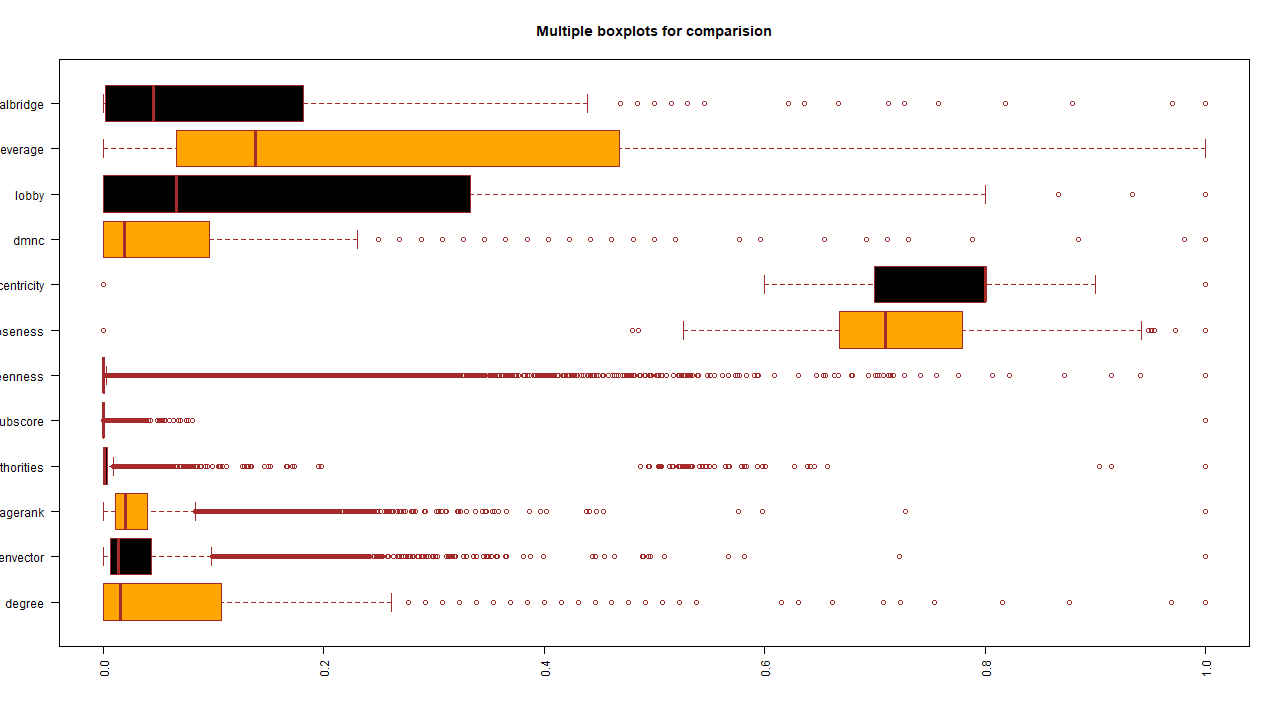 Multiple boxplots for comparision
albridge
everage
lobby
dmnc
centricity
oseness
eenness
ubscore
thorities
agerank
envector
degree
0.0
0.2
0.4
0.6
0.8
1.0